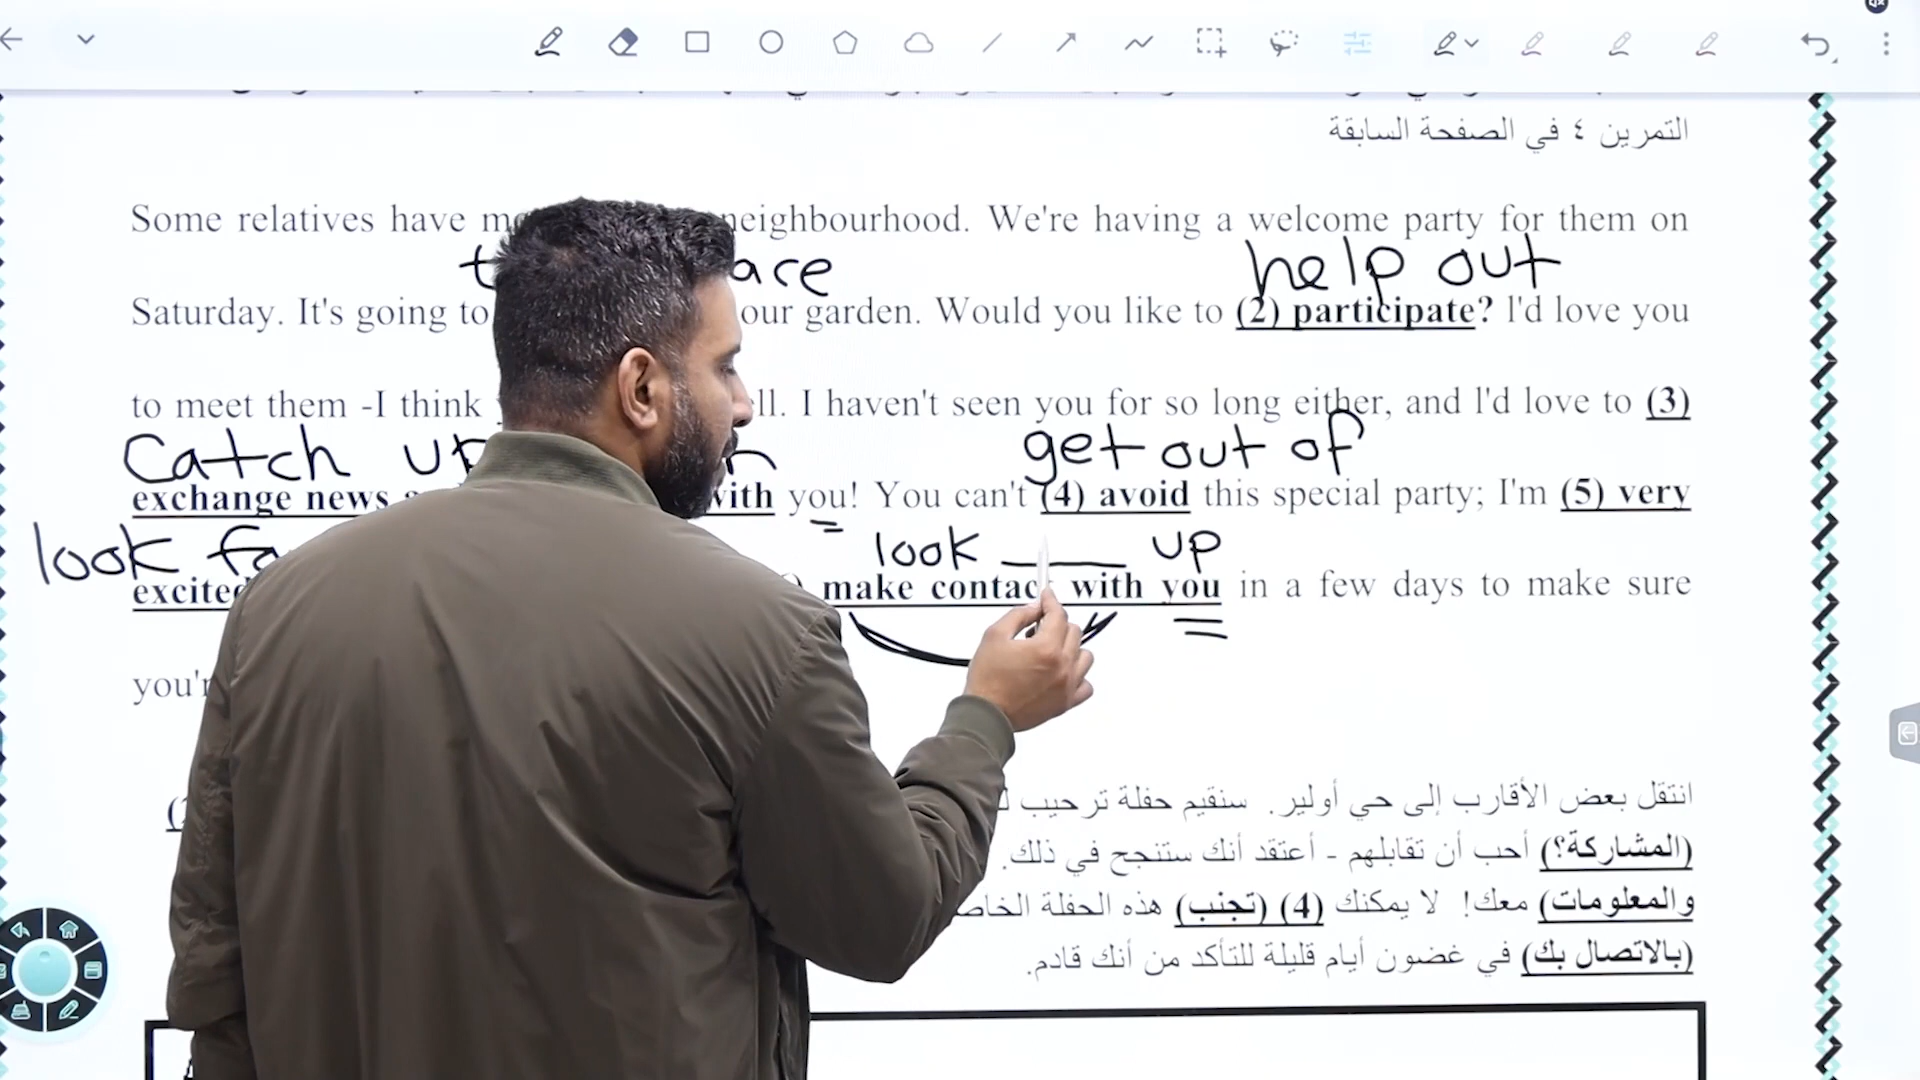 التمرين ٤ في الصفحة السابقة
Some relatives have neighbourhood. We're having a welcome party for them on
help out
Saturday. It's going to our garden. Would you like to (2) participate? I'd love you
to meet them -I think I haven't seen you for so long either, and I'd love to (3)
Catch up get out of
exchange news with you! You can't (4) avoid this special party; I'm (5) very
look look ___ up
excited make contact with you in a few days to make sure
انتقل بعض الأقارب إلى حي أولير. سنقيم حفلة ترحيب
(المشاركة؟) أحب أن تقابلهم - أعتقد أنك ستنجح في ذلك.
والمعلومات) معك! لا يمكنك (4) (تجنب) هذه الحفلة
(بالاتصال بك) في غضون أيام قليلة للتأكد من أنك قادم.